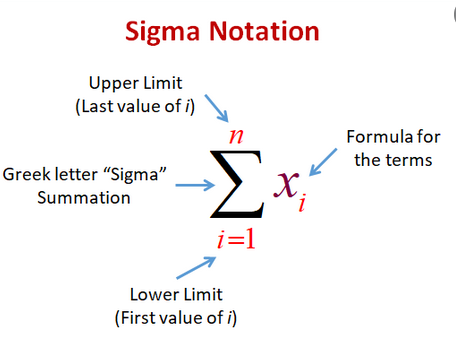 Sigma Notation
Upper Limit
(Last value of i)
n
Formula for
the terms
Greek letter “Sigma”
Summation
∑ xᵢ
i=1
Lower Limit
(First value of i)